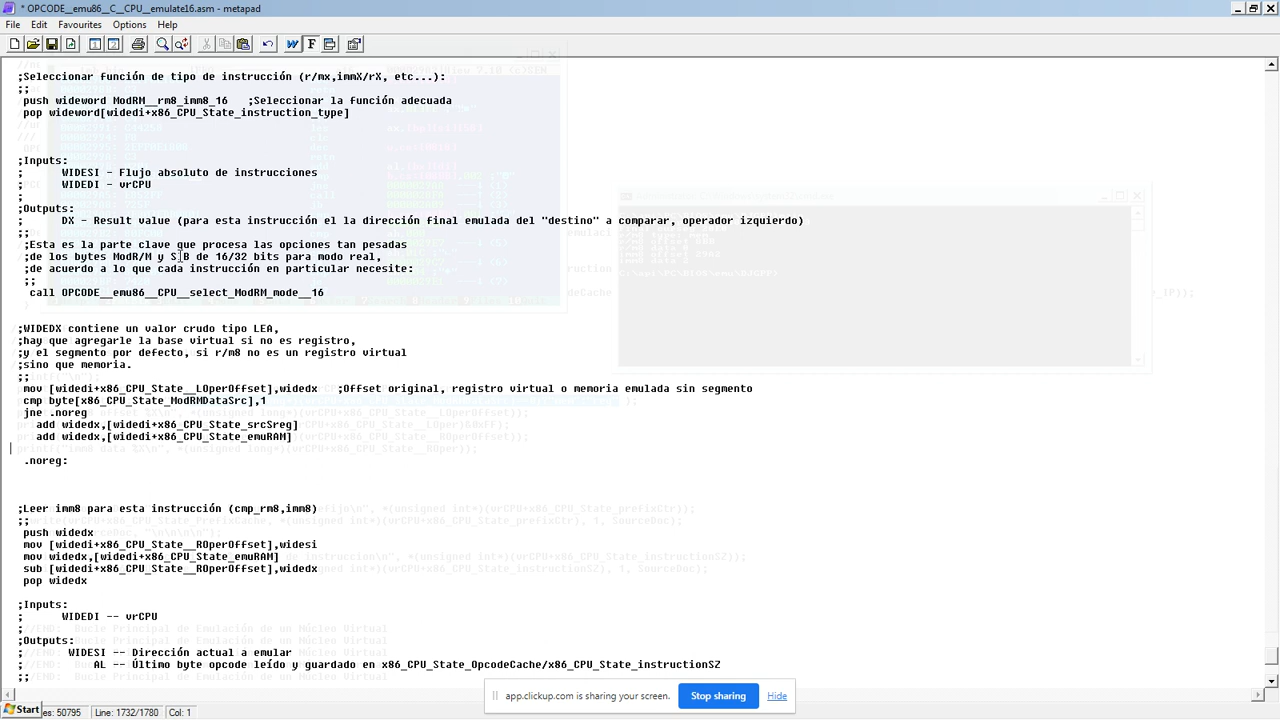 * OPCODE__emu86__C__CPU__emulate16.asm - metapad
File Edit Favourites Options Help
;Seleccionar función de tipo de instrucción (r/mx,immX/rX, etc...):
;;
push wideword ModRM__rm8_imm8_16 ;Seleccionar la función adecuada
pop wideword[widedi+x86_CPU_State_instruction_type]
;Inputs:
; WIDESI - Flujo absoluto de instrucciones
; WIDEDI - vrCPU
;
;Outputs:
; DX - Result value (para esta instrucción el la dirección final emulada del "destino" a comparar, operador izquierdo)
;;
;Esta es la parte clave que procesa las opciones tan pesadas
;de los bytes ModR/M y SIB de 16/32 bits para modo real,
;de acuerdo a lo que cada instrucción en particular necesite:
;;
call OPCODE__emu86__CPU__select_ModRM_mode__16
;WIDEDX contiene un valor crudo tipo LEA,
;hay que agregarle la base virtual si no es registro,
;y el segmento por defecto, si r/m8 no es un registro virtual
;sino que memoria.
;;
mov [widedi+x86_CPU_State__LOperOffset],widedx ;Offset original, registro virtual o memoria emulada sin segmento
cmp byte[x86_CPU_State_ModRMDataSrc],1
jne .noreg
add widedx,[widedi+x86_CPU_State_srcSreg]
add widedx,[widedi+x86_CPU_State_emuRAM]
.noreg:
;Leer imm8 para esta instrucción (cmp_rm8,imm8)
;;
push widedx
mov [widedi+x86_CPU_State__ROperOffset],widesi
mov widedx,[widedi+x86_CPU_State_emuRAM]
sub [widedi+x86_CPU_State__ROperOffset],widedx
pop widedx
;Inputs:
; WIDEDI -- vrCPU
;
;Outputs:
; WIDESI -- Dirección actual a emular
; AL -- Último byte opcode leído y guardado en x86_CPU_State_OpcodeCache/x86_CPU_State_instructionSZ
;;
app.clickup.com is sharing your screen. Stop sharing Hide
Start es: 50795 Line: 1732/1780 Col: 1